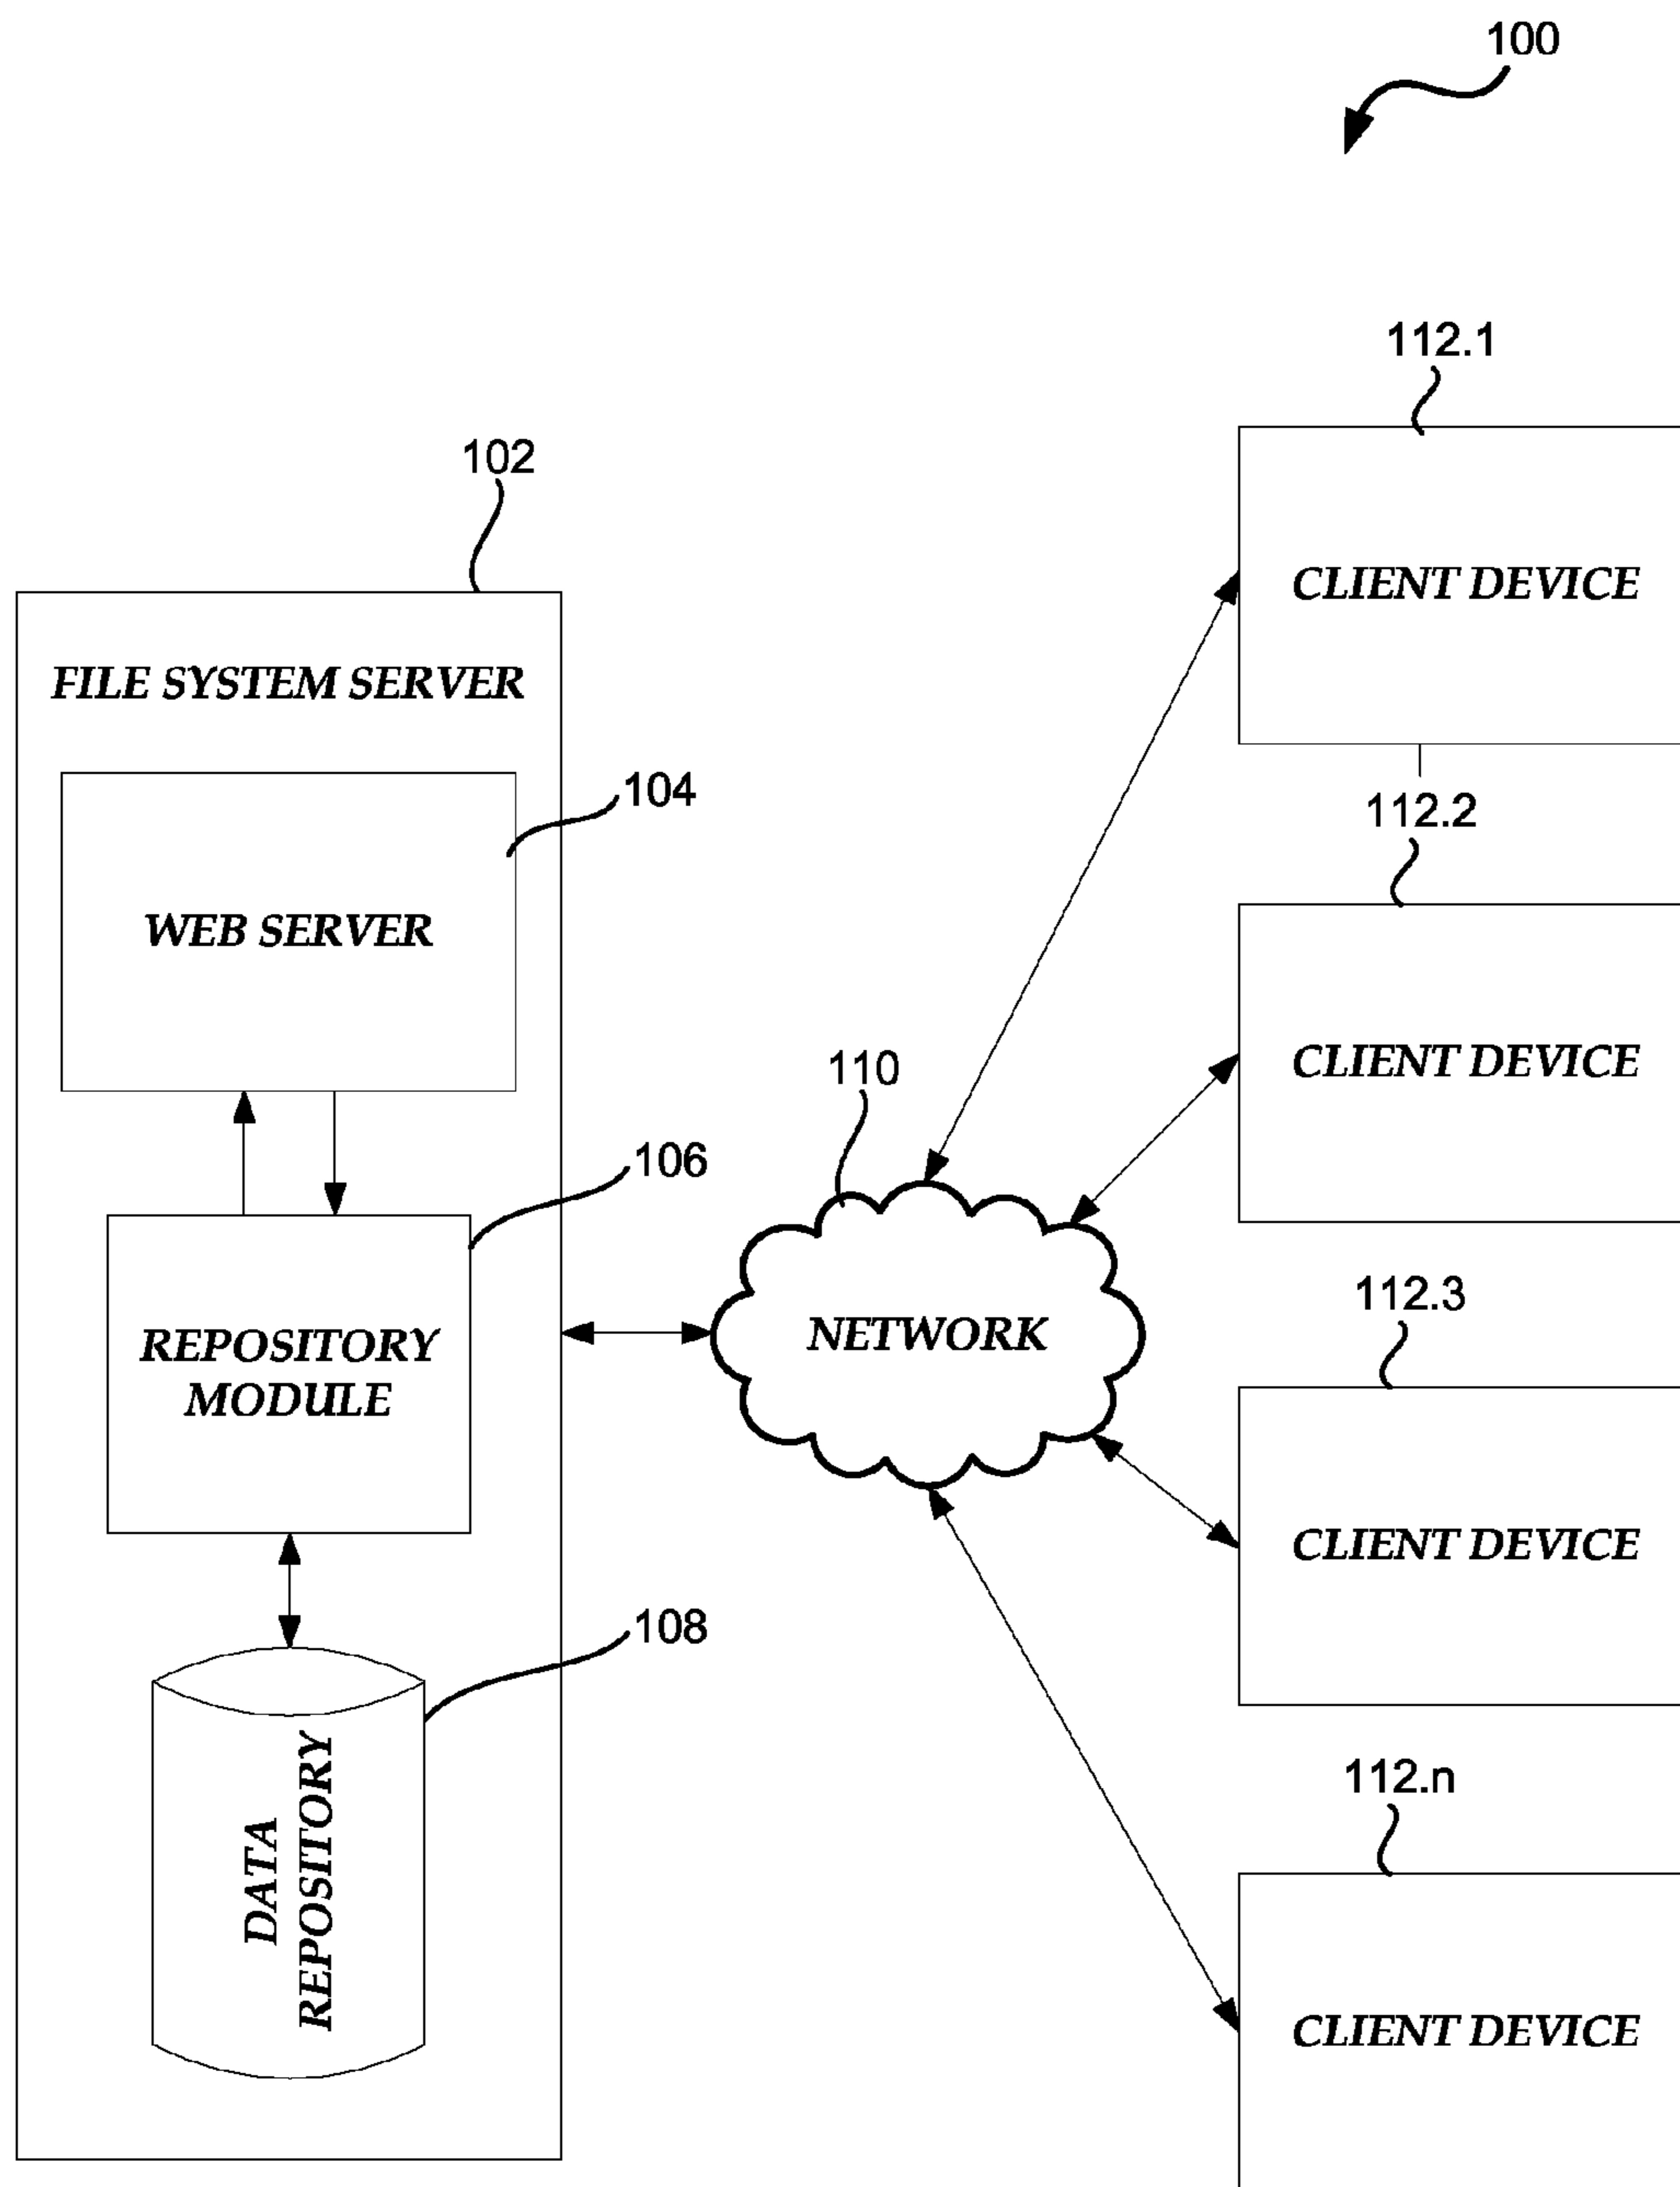 100
112.1
CLIENT DEVICE
102
FILE SYSTEM SERVER
104
WEB SERVER
112.2
CLIENT DEVICE
110
NETWORK
106
REPOSITORY
MODULE
112.3
CLIENT DEVICE
108
DATA
REPOSITORY
112.n
CLIENT DEVICE